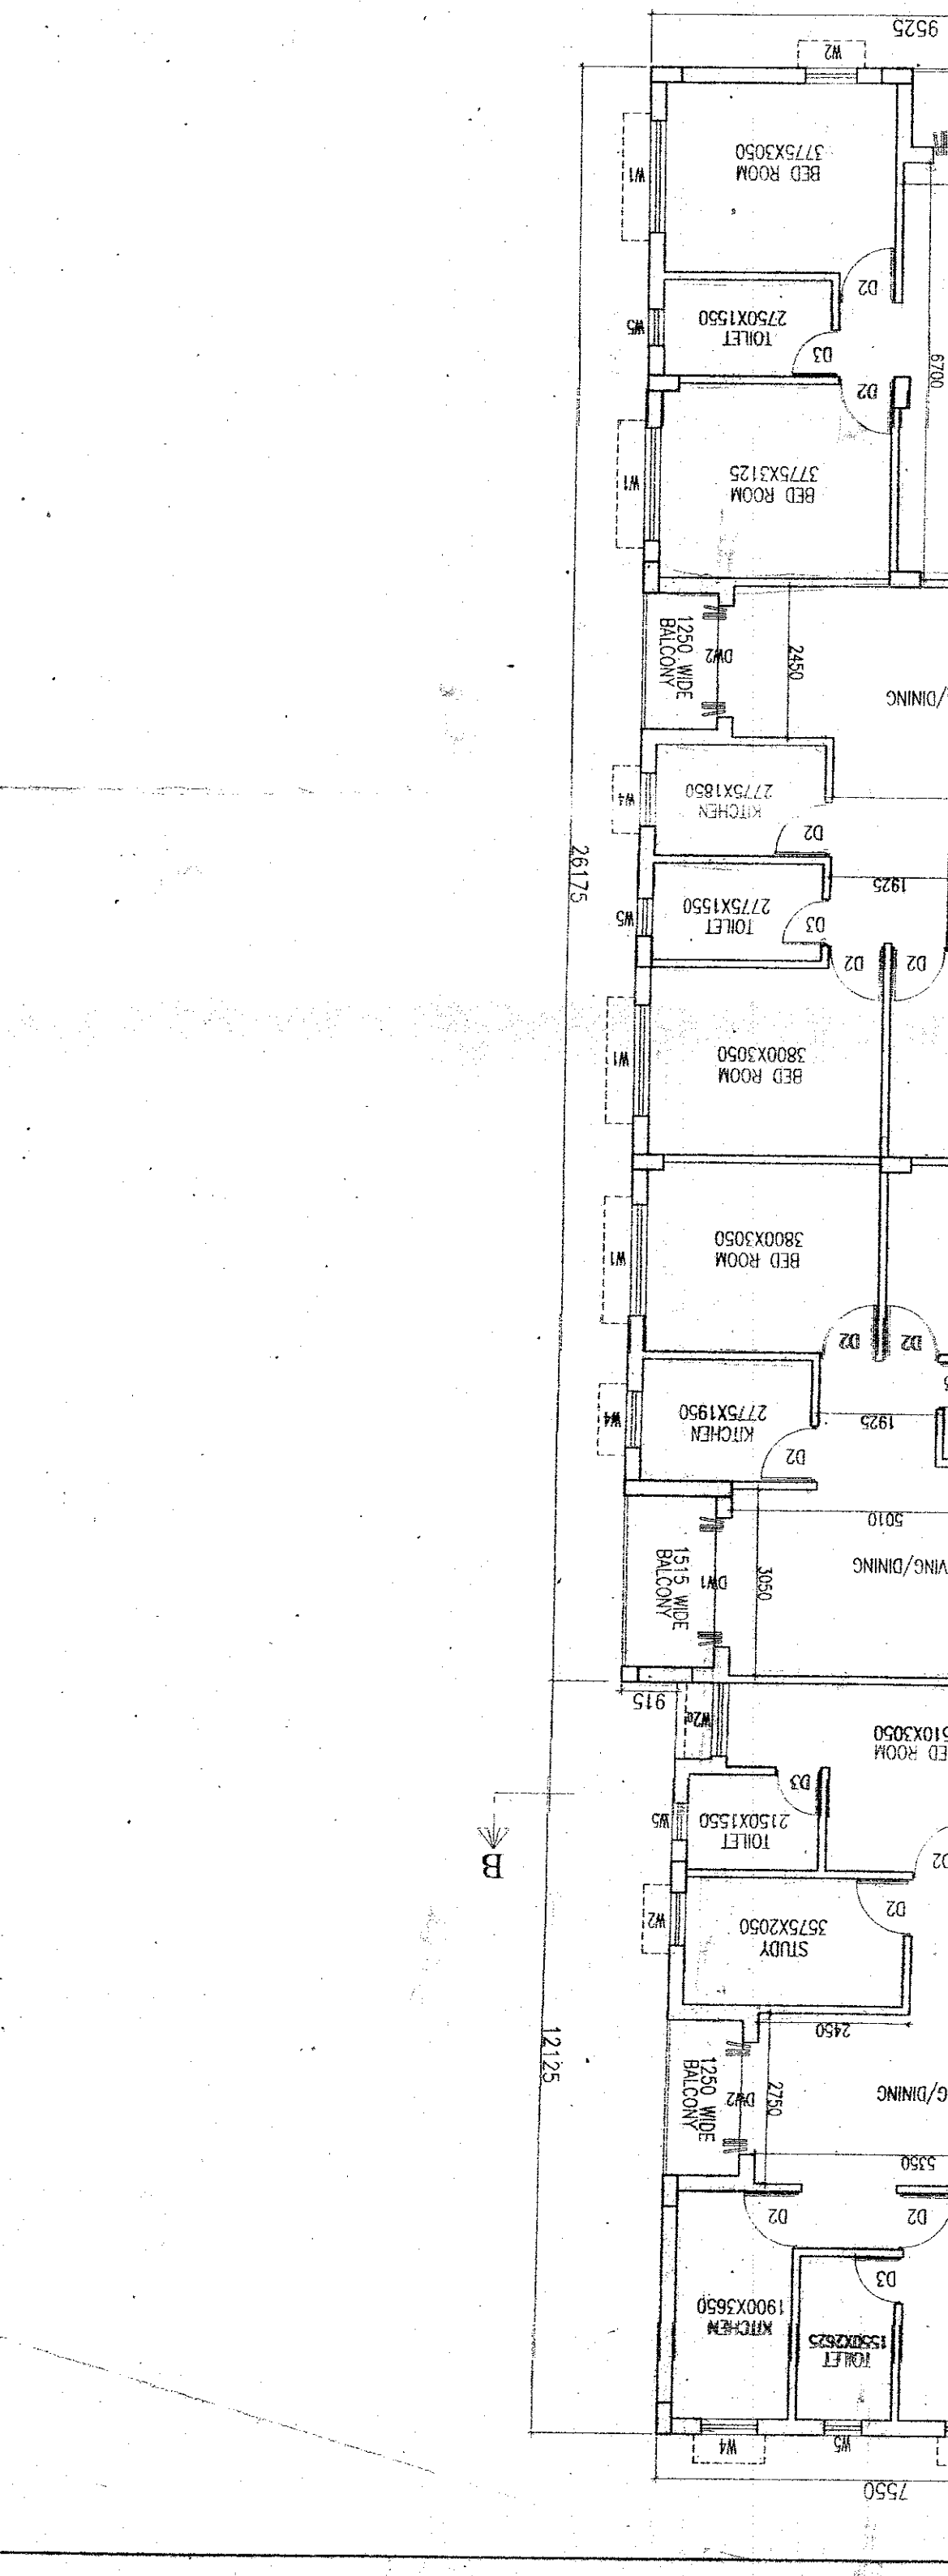 9525
W2
BED ROOM
3775X3050
W1
D2
TOILET
2750X1550
W5
D3
6700
D2
BED ROOM
3775X3125
W1
1250 WIDE
BALCONY
DW2
2450
/DINING
KITCHEN
2775X1850
W4
D2
26175
1925
TOILET
2775X1550
W5
D3
D2
D2
BED ROOM
3800X3050
W1
BED ROOM
3800X3050
W1
D2
D2
KITCHEN
2775X1950
W4
1925
D2
5010
1515 WIDE
BALCONY
DW1
3050
VING/DINING
915
W2a
ED ROOM
510X3050
D3
TOILET
2150X1550
W5
B
D2
D2
STUDY
3575X2050
W2
2450
12125
1250 WIDE
BALCONY
DW2
2750
G/DINING
5350
D2
D2
D3
KITCHEN
1900X3650
TOILET
1550X2625
W4
W5
7550